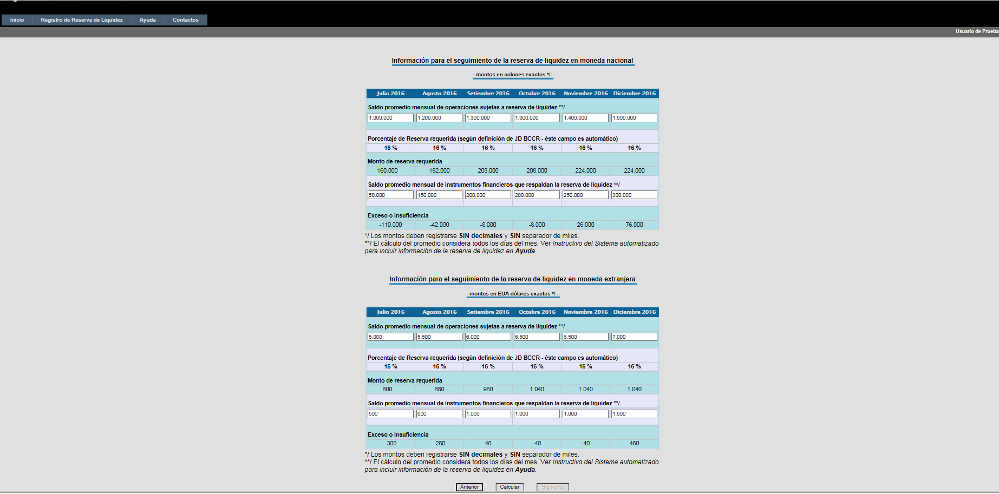 Inicio Registro de Reserva de Liquidez Ayuda Contactos
Usuario de Prueba
Información para el seguimiento de la reserva de liquidez en moneda nacional
- montos en colones exactos */-
Julio 2016 Agosto 2016 Setiembre 2016 Octubre 2016 Noviembre 2016 Diciembre 2016
Saldo promedio mensual de operaciones sujetas a reserva de liquidez **/
1.000.000 1.200.000 1.300.000 1.300.000 1.400.000 1.500.000
Porcentaje de Reserva requerida (según definición de JD BCCR - éste campo es automático)
16 % 16 % 16 % 16 % 16 % 16 %
Monto de reserva requerida
160.000 192.000 208.000 208.000 224.000 224.000
Saldo promedio mensual de instrumentos financieros que respaldan la reserva de liquidez **/
50.000 150.000 200.000 200.000 250.000 300.000
Exceso o insuficiencia
-110.000 -42.000 -8.000 -8.000 26.000 76.000
*/ Los montos deben registrarse SIN decimales y SIN separador de miles.
**/ El cálculo del promedio considera todos los días del mes. Ver Instructivo del Sistema automatizado
para incluir información de la reserva de liquidez en Ayuda.
Información para el seguimiento de la reserva de liquidez en moneda extranjera
- montos en EUA dólares exactos */ -
Julio 2016 Agosto 2016 Setiembre 2016 Octubre 2016 Noviembre 2016 Diciembre 2016
Saldo promedio mensual de operaciones sujetas a reserva de liquidez **/
5.000 5.500 6.000 6.500 6.500 7.000
Porcentaje de Reserva requerida (según definición de JD BCCR - éste campo es automático)
16 % 16 % 16 % 16 % 16 % 16 %
Monto de reserva requerida
800 880 960 1.040 1.040 1.040
Saldo promedio mensual de instrumentos financieros que respaldan la reserva de liquidez **/
500 600 1.000 1.000 1.000 1.500
Exceso o insuficiencia
-300 -280 40 -40 -40 460
*/ Los montos deben registrarse SIN decimales y SIN separador de miles.
**/ El cálculo del promedio considera todos los días del mes. Ver Instructivo del Sistema automatizado
para incluir información de la reserva de liquidez en Ayuda.
Anterior Calcular Siguiente